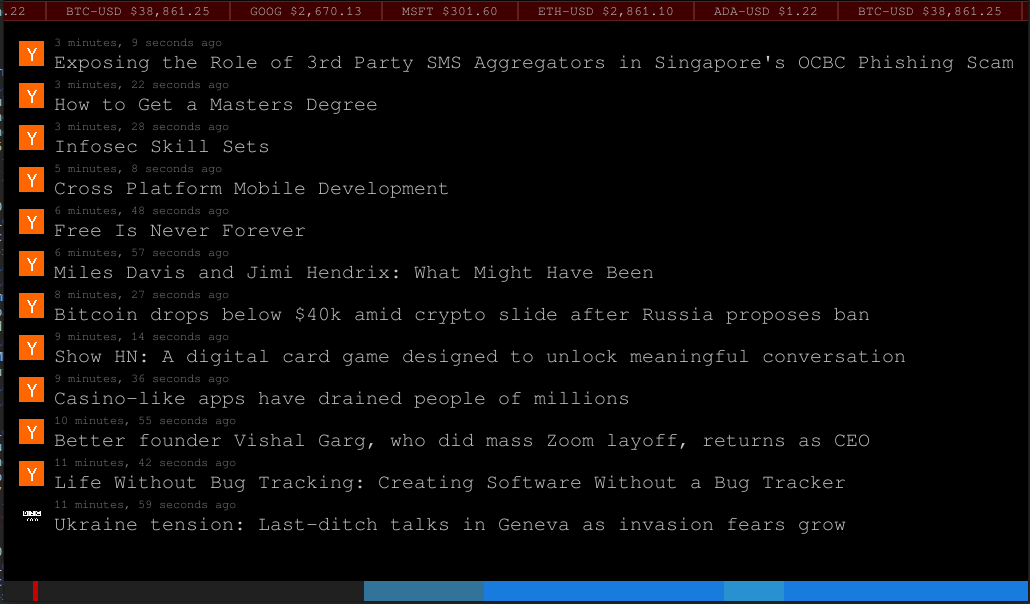 .22 BTC-USD $38,861.25 GOOG $2,670.13 MSFT $301.60 ETH-USD $2,861.10 ADA-USD $1.22 BTC-USD $38,861.25
3 minutes, 9 seconds ago
Y Exposing the Role of 3rd Party SMS Aggregators in Singapore's OCBC Phishing Scam
3 minutes, 22 seconds ago
Y How to Get a Masters Degree
3 minutes, 28 seconds ago
Y Infosec Skill Sets
5 minutes, 8 seconds ago
Y Cross Platform Mobile Development
6 minutes, 48 seconds ago
Y Free Is Never Forever
6 minutes, 57 seconds ago
Y Miles Davis and Jimi Hendrix: What Might Have Been
8 minutes, 27 seconds ago
Y Bitcoin drops below $40k amid crypto slide after Russia proposes ban
9 minutes, 14 seconds ago
Y Show HN: A digital card game designed to unlock meaningful conversation
9 minutes, 36 seconds ago
Y Casino-like apps have drained people of millions
10 minutes, 55 seconds ago
Y Better founder Vishal Garg, who did mass Zoom layoff, returns as CEO
11 minutes, 42 seconds ago
Y Life Without Bug Tracking: Creating Software Without a Bug Tracker
11 minutes, 59 seconds ago
BBC Ukraine tension: Last-ditch talks in Geneva as invasion fears grow